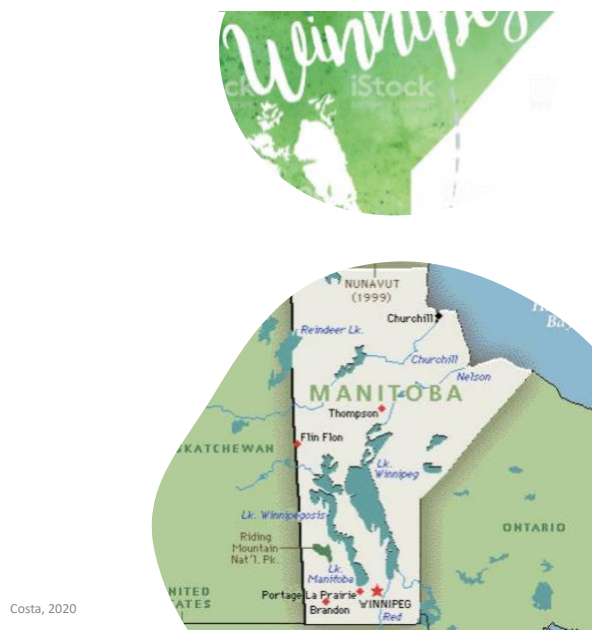 Winnipeg
iStock
NUNAVUT
(1999)
Churchill
Reindeer Lk.
Churchill
Nelson
MANITOBA
Thompson
Flin Flon
SKATCHEWAN
Lk.
Winnipeg
Lk. Winnipegosis
ONTARIO
Riding
Mountain
Nat'l. Pk.
Lk.
Manitoba
NITED
ATES
Portage La Prairie
WINNIPEG
Brandon
Red
Costa, 2020